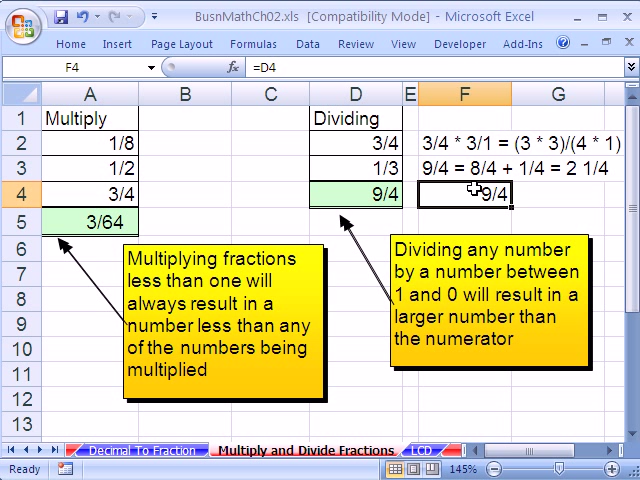 BusnMathCh02.xls [Compatibility Mode] - Microsoft Excel
Home Insert Page Layout Formulas Data Review View Developer Add-Ins
F4 fx =D4
A B C D E F G
1 Multiply Dividing
2 1/8 3/4 3/4 * 3/1 = (3 * 3)/(4 * 1)
3 1/2 1/3 9/4 = 8/4 + 1/4 = 2 1/4
4 3/4 9/4 9/4
5 3/64
6
7
8
9
10
11
12
13
Multiplying fractions
less than one will
always result in a
number less than any
of the numbers being
multiplied
Dividing any number
by a number between
1 and 0 will result in a
larger number than
the numerator
Decimal To Fraction Multiply and Divide Fractions LCD
Ready 145%